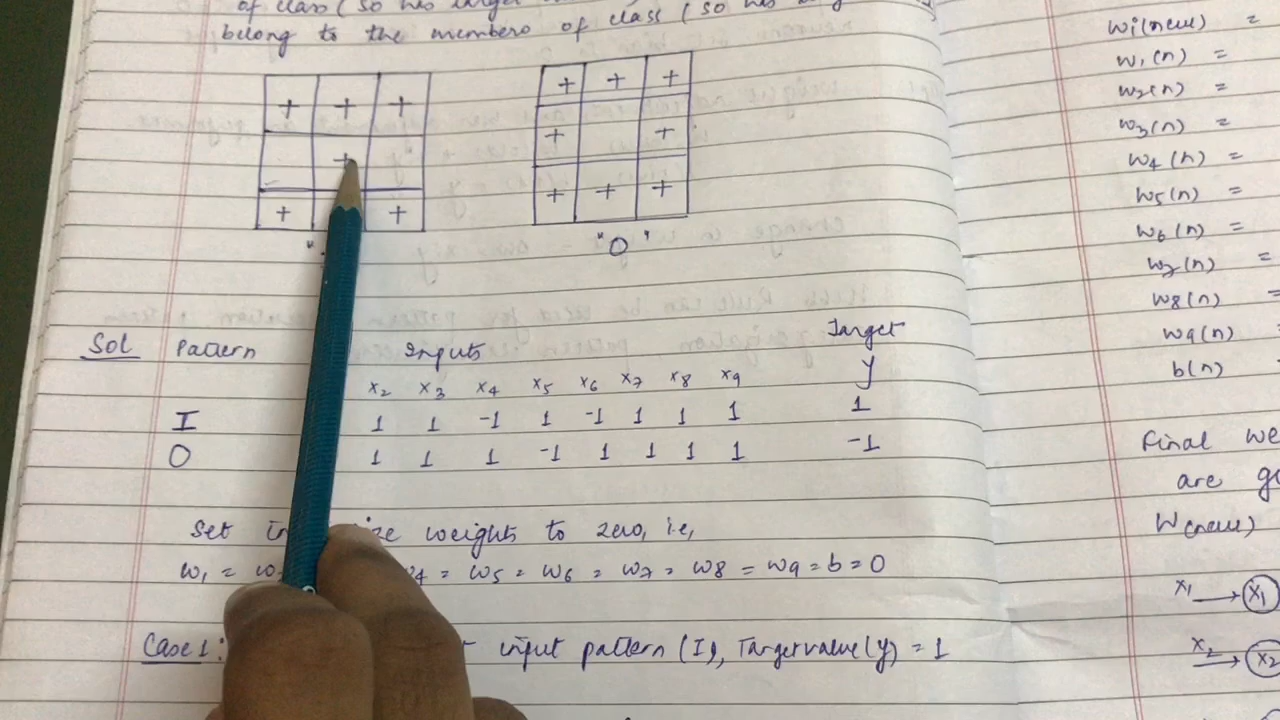 belong to the members of
+ + + + + +
+ + +
+ + + + +
"O"
Sol Pattern Inputs Target
x2 x3 x4 x5 x6 x7 x8 x9 y
I 1 1 -1 1 -1 1 1 1 1
O 1 1 1 -1 1 1 1 1 -1
Set weights to zero, i.e,
w1 = = w5 = w6 = w7 = w8 = w9 = b = 0
Case 1: input pattern (I), Target value (y) = 1
wi(new) =
w1(n) =
w2(n) =
w3(n) =
w4(n) =
w5(n) =
w6(n) =
w7(n) =
w8(n) =
w9(n)
b(n)
Final
are
W(new)
x1 X1
x2 X2